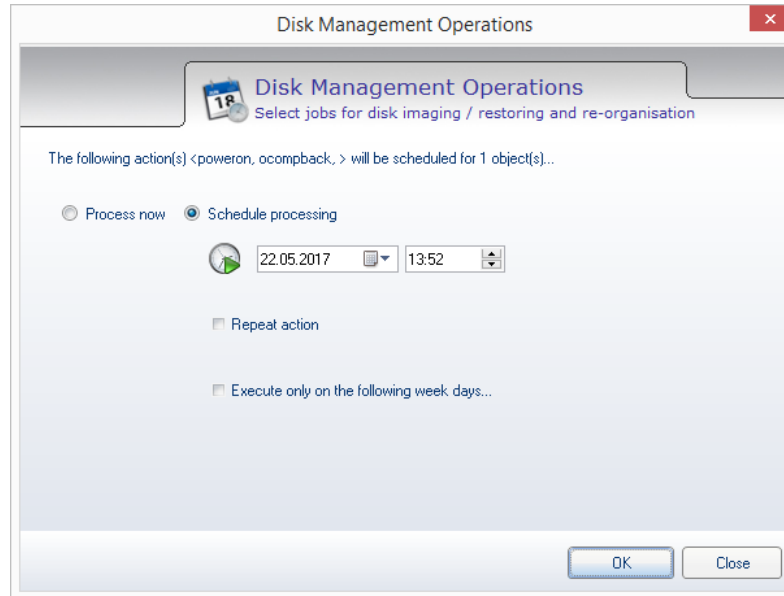 Disk Management Operations
18
Disk Management Operations
Select jobs for disk imaging / restoring and re-organisation
The following action(s) <poweron, ocompback, > will be scheduled for 1 object(s)...
Process now Schedule processing
22.05.2017 13:52
Repeat action
Execute only on the following week days...
OK Close